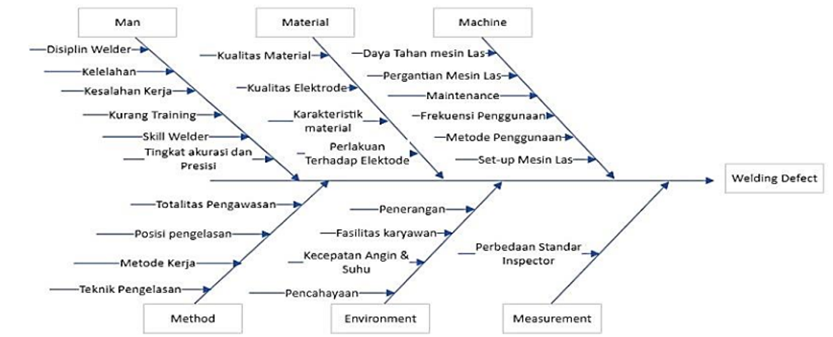 Man
Material
Machine
Disiplin Welder
Kelelahan
Kesalahan Kerja
Kurang Training
Skill Welder
Tingkat akurasi dan
Presisi
Kualitas Material
Kualitas Elektrode
Karakteristik
material
Perlakuan
Terhadap Elektode
Daya Tahan mesin Las
Pergantian Mesin Las
Maintenance
Frekuensi Penggunaan
Metode Penggunaan
Set-up Mesin Las
Welding Defect
Totalitas Pengawasan
Posisi pengelasan
Metode Kerja
Teknik Pengelasan
Penerangan
Fasilitas karyawan
Kecepatan Angin &
Suhu
Pencahayaan
Perbedaan Standar
Inspector
Method
Environment
Measurement